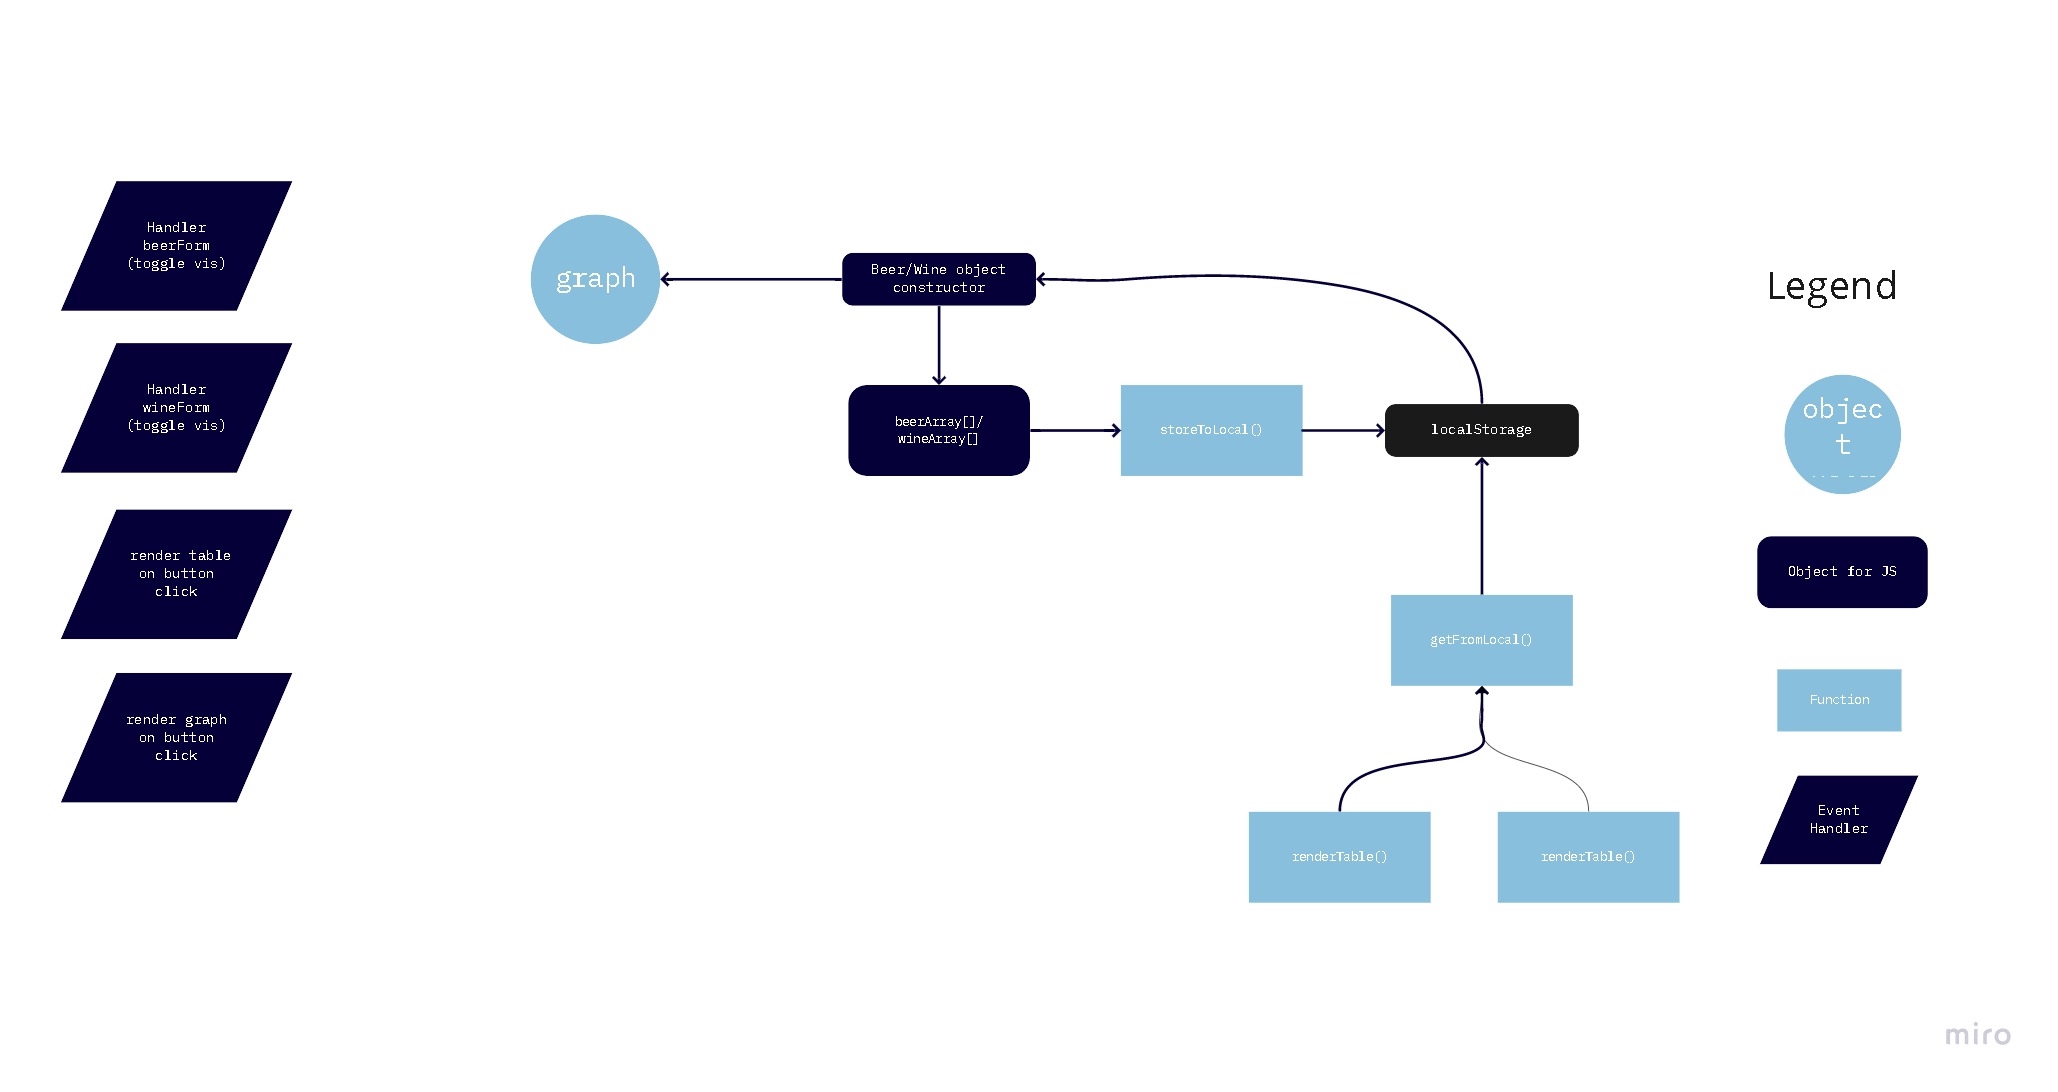 Handler
beerForm
(toggle vis)
Handler
wineForm
(toggle vis)
render table
on button
click
render graph
on button
click
graph
Beer/Wine object
constructor
beerArray[]/
wineArray[]
storeToLocal()
localStorage
getFromLocal()
renderTable()
renderTable()
Legend
objec
t
Object for JS
Function
Event
Handler
miro